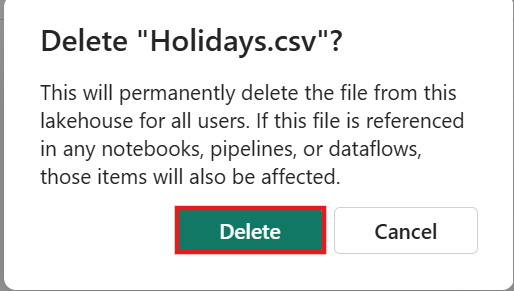 Delete "Holidays.csv"?
This will permanently delete the file from this
lakehouse for all users. If this file is referenced
in any notebooks, pipelines, or dataflows,
those items will also be affected.
Delete Cancel